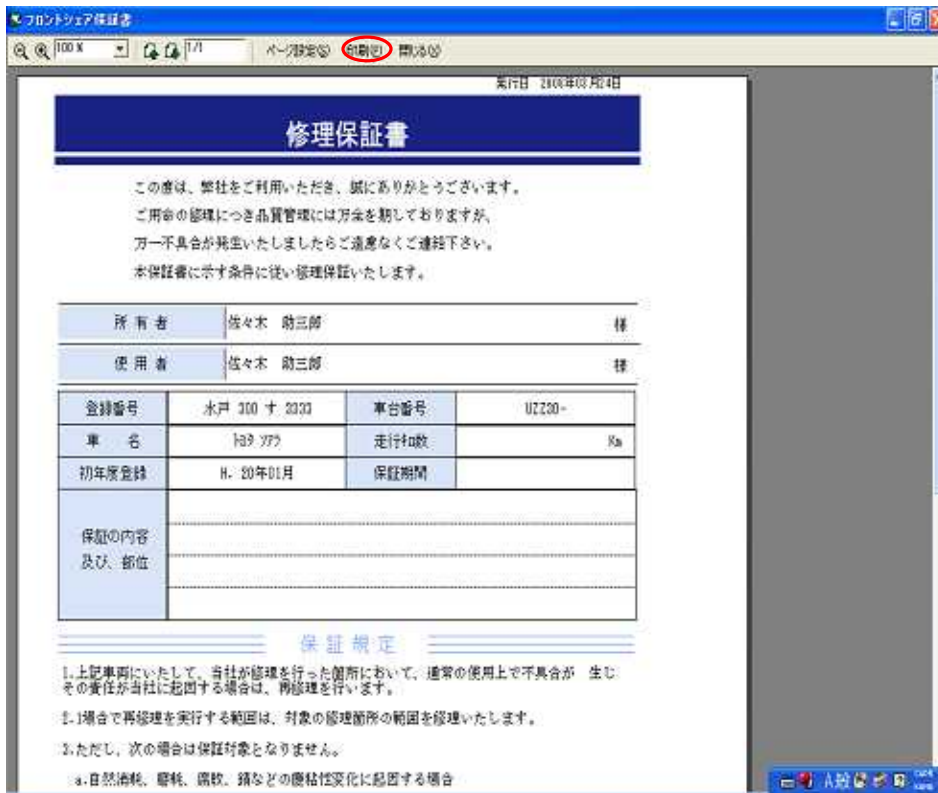 フロントシェア保証書
100 % 1/1 ページ設定(S) 印刷(P) 閉じる(X)
発行日 2008年03月24日
修理保証書
この度は、弊社をご利用いただき、誠にありがとうございます。
ご用命の修理につき品質管理には万全を期しておりますが、
万一不具合が発生いたしましたらご遠慮なくご連絡下さい。
本保証書に示す条件に従い修理保証いたします。
所 有 者 佐々木 助三郎 様
使 用 者 佐々木 助三郎 様
登録番号 水戸 300 す 3333 車台番号 UZZ30-
車 名 トヨタ ソアラ 走行キロ数 Km
初年度登録 H. 20年01月 保証期間
保証の内容
及び、部位
保 証 規 定
1.上記車両にいたして、当社が修理を行った箇所において、通常の使用上で不具合が 生じ
その責任が当社に起因する場合は、再修理を行います。
2.1場合で再修理を実行する範囲は、対象の修理箇所の範囲を修理いたします。
3.ただし、次の場合は保証対象となりません。
a.自然消耗、磨耗、腐敗、錆などの
に起因する場合
A 般